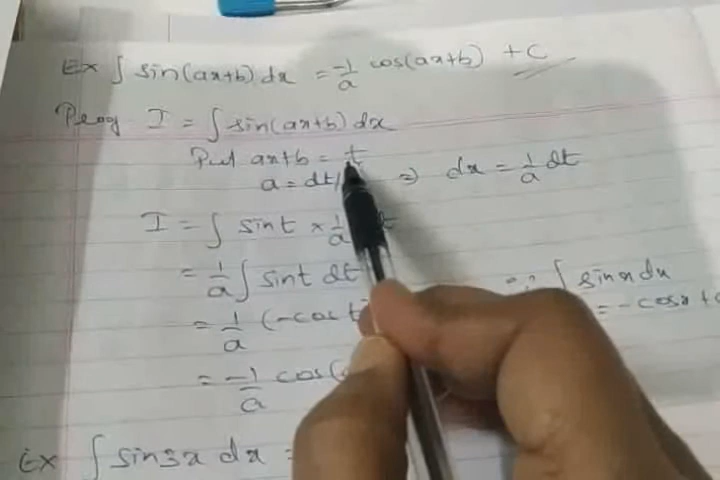 Ex ∫ sin(ax+b) dx = -1/a cos(ax+b) + C
I = ∫ sin(ax+b) dx
Put ax+b = t
a = dt/ ⇒ dx = 1/a dt
I = ∫ sint × 1/a
= 1/a ∫ sint dt ∵ ∫ sinx dx
= 1/a (-cos t = -cosx + c
= -1/a cos(
Ex ∫ sin3x dx =